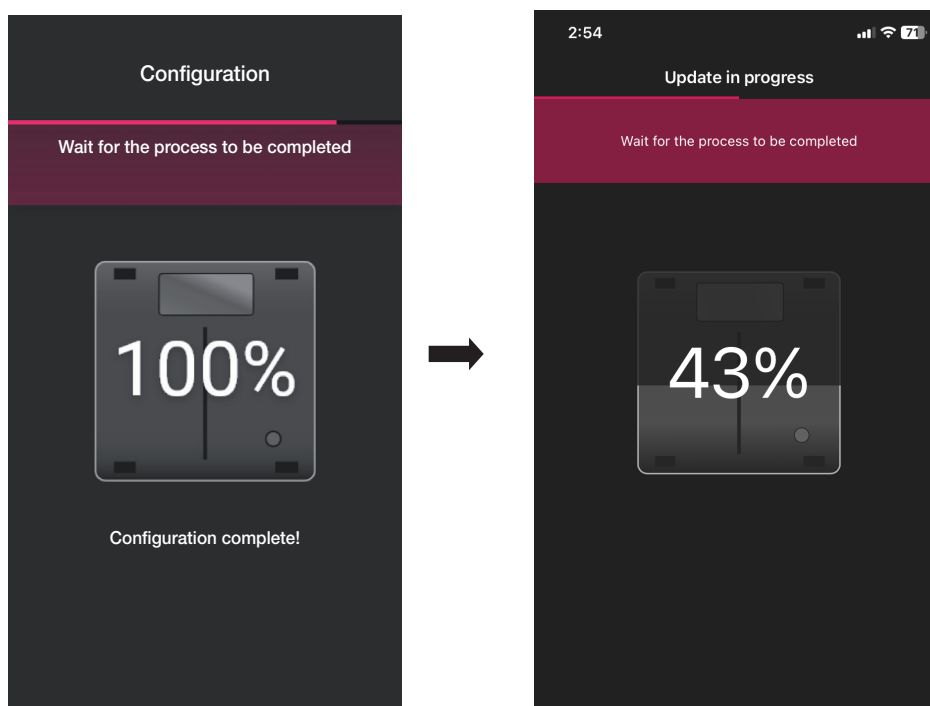 Configuration
Wait for the process to be completed
100%
Configuration complete!
2:54
71
Update in progress
Wait for the process to be completed
43%